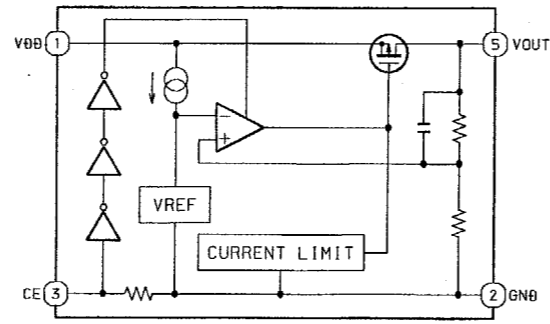 VDD 1
5 VOUT
−
+
VREF
CURRENT LIMIT
CE 3
2 GND